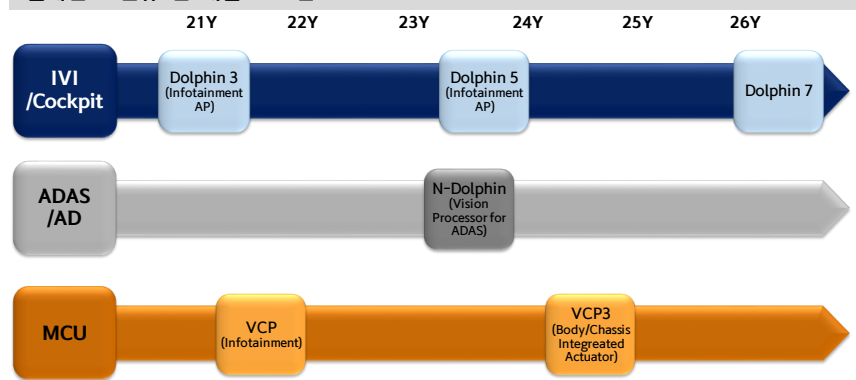 21Y 22Y 23Y 24Y 25Y 26Y
IVI
/Cockpit
Dolphin 3
(Infotainment
AP)
Dolphin 5
(Infotainment
AP)
Dolphin 7
ADAS
/AD
N-Dolphin
(Vision
Processor for
ADAS)
MCU
VCP
(Infotainment)
VCP3
(Body/Chassis
Integreated
Actuator)